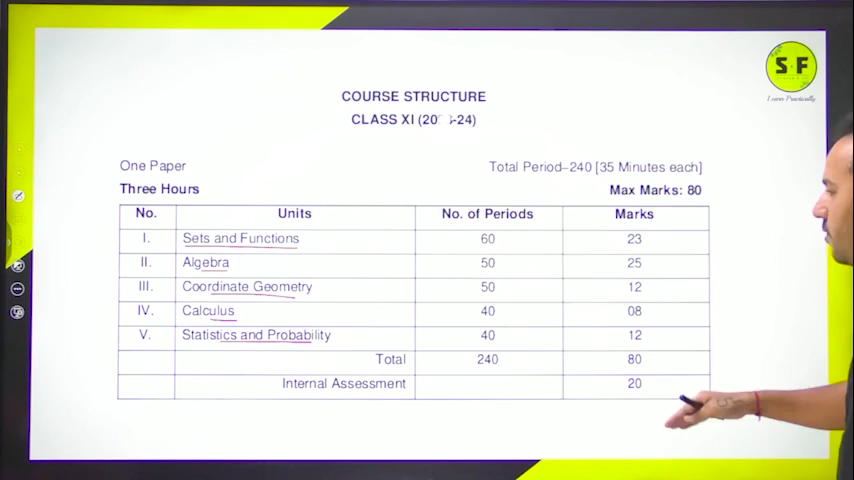 S F
Learn Practically
COURSE STRUCTURE
CLASS XI (20 -24)
One Paper Total Period–240 [35 Minutes each]
Three Hours Max Marks: 80
No. Units No. of Periods Marks
I. Sets and Functions 60 23
II. Algebra 50 25
III. Coordinate Geometry 50 12
IV. Calculus 40 08
V. Statistics and Probability 40 12
Total 240 80
Internal Assessment 20